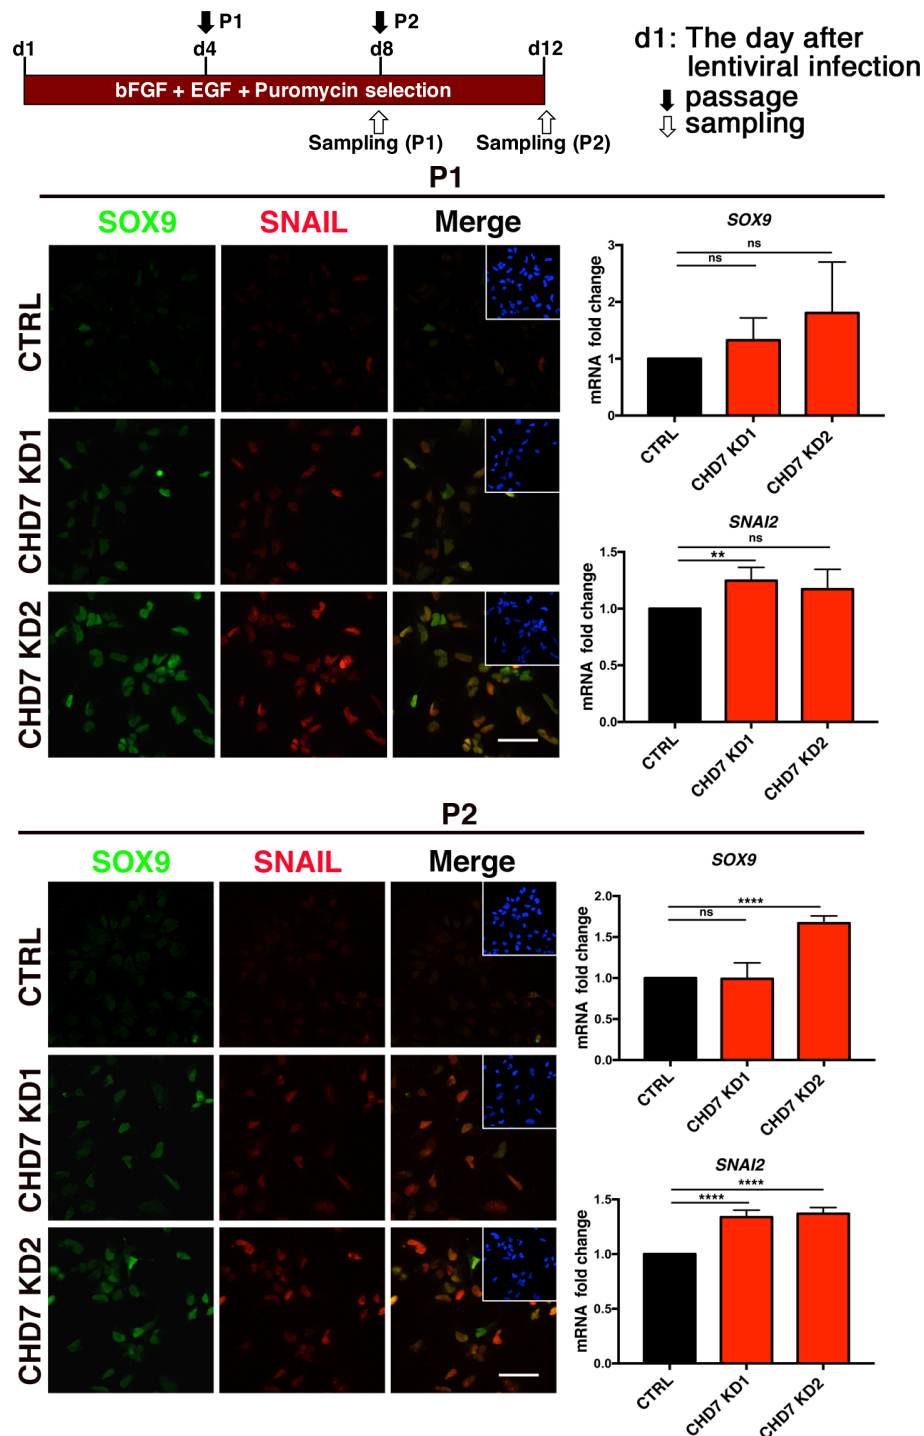 P1
P2
d1
d4
d8
d12
bFGF + EGF + Puromycin selection
Sampling (P1)
Sampling (P2)
d1: The day after
lentiviral infection
passage
sampling
P1
SOX9
SNAIL
Merge
CTRL
CHD7 KD1
CHD7 KD2
SOX9
mRNA fold change
3
2
1
0
ns
ns
CTRL
CHD7 KD1
CHD7 KD2
SNAI2
mRNA fold change
1.5
1.0
0.5
0.0
ns
**
CTRL
CHD7 KD1
CHD7 KD2
P2
SOX9
SNAIL
Merge
CTRL
CHD7 KD1
CHD7 KD2
SOX9
mRNA fold change
2.0
1.5
1.0
0.5
0.0
****
ns
CTRL
CHD7 KD1
CHD7 KD2
SNAI2
mRNA fold change
1.5
1.0
0.5
0.0
****
****
CTRL
CHD7 KD1
CHD7 KD2